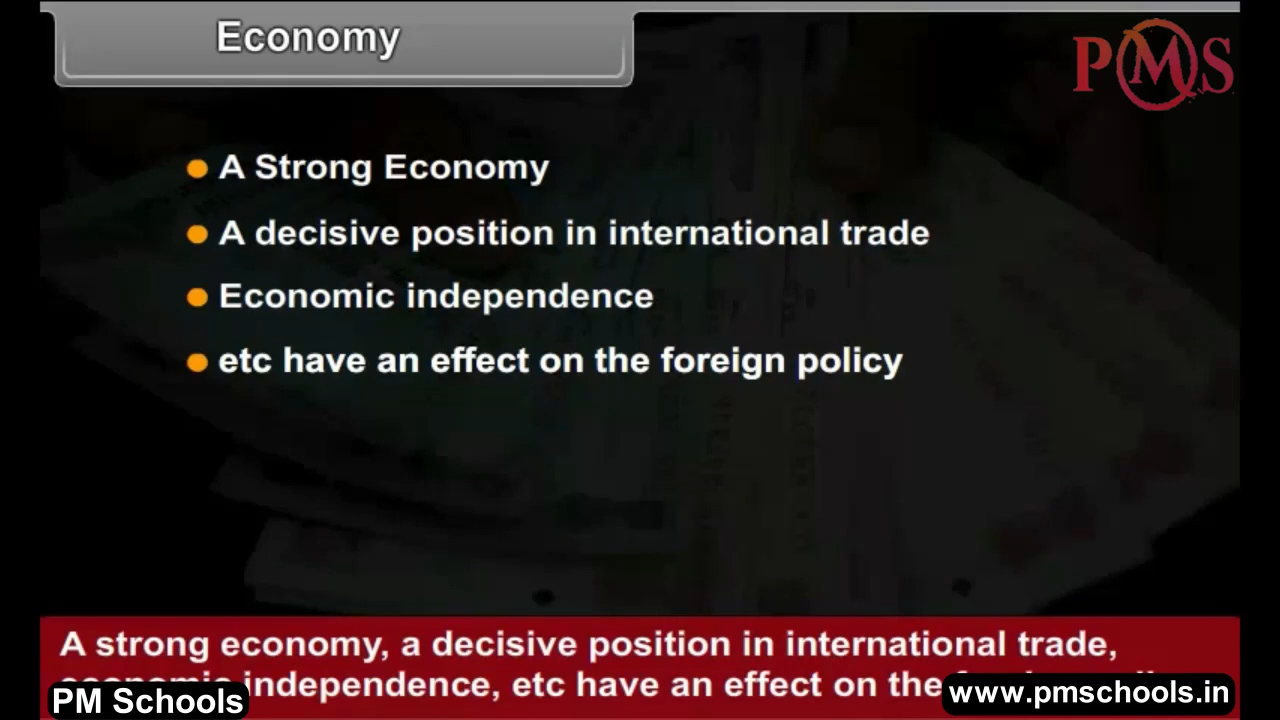 Economy
PMS
A Strong Economy
A decisive position in international trade
Economic independence
etc have an effect on the foreign policy
A strong economy, a decisive position in international trade,
independence, etc have an effect on the
PM Schools
www.pmschools.in